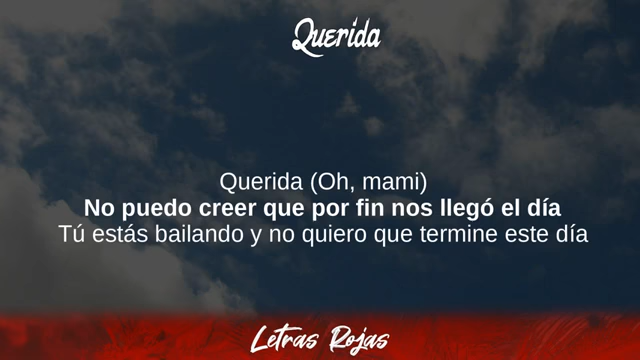 Querida
Querida (Oh, mami)
No puedo creer que por fin nos llegó el día
Tú estás bailando y no quiero que termine este día
Letras Rojas